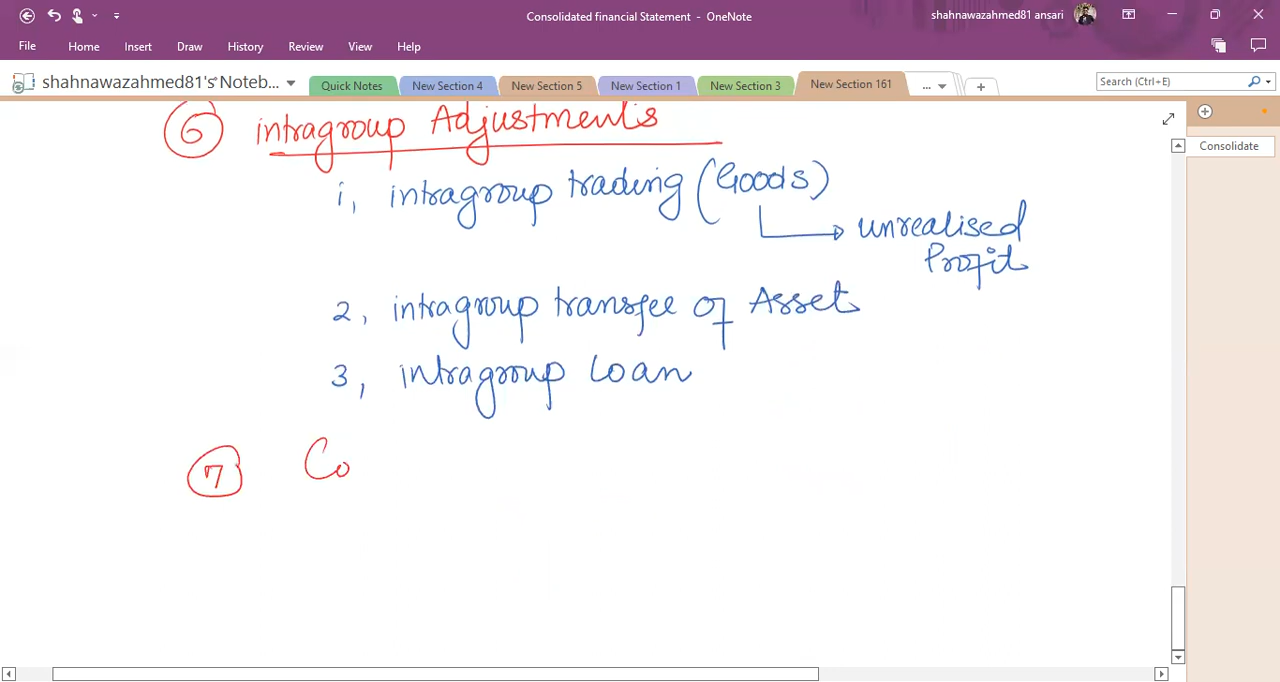 Consolidated financial Statement - OneNote
shahnawazahmed81 ansari
File Home Insert Draw History Review View Help
shahnawazahmed81's Noteb...
Quick Notes New Section 4 New Section 5 New Section 1 New Section 3 New Section 161 ...
Search (Ctrl+E)
Consolidate
6 intragroup Adjustments
i, intragroup trading (Goods)
unrealised
Profit
2, intragroup transfee of Asset
3, intragroup loan
7 Co